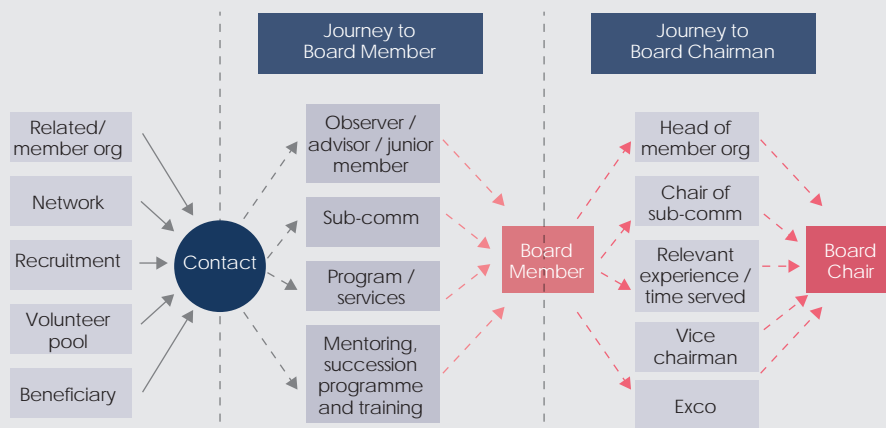 Journey to
Board Member
Journey to
Board Chairman
Related/
member org
Network
Recruitment
Volunteer
pool
Beneficiary
Contact
Observer /
advisor / junior
member
Sub-comm
Program /
services
Mentoring,
succession
programme
and training
Board
Member
Head of
member org
Chair of
sub-comm
Relevant
experience /
time served
Vice
chairman
Exco
Board
Chair